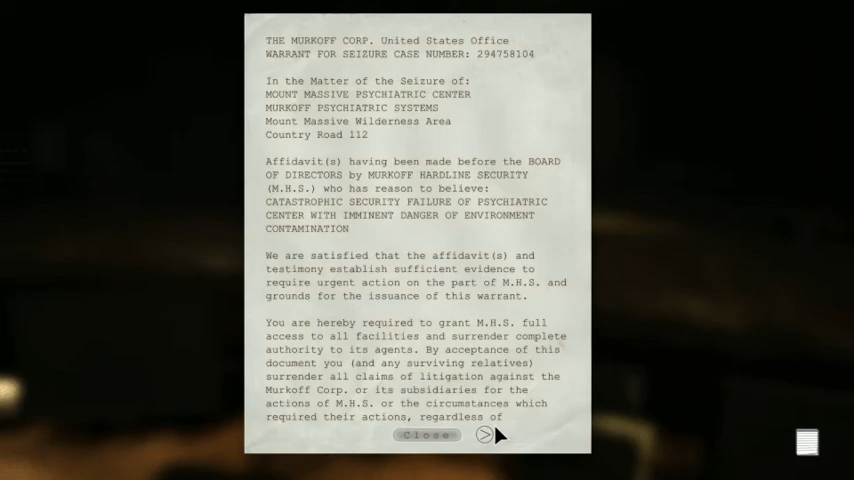 THE MURKOFF CORP. United States Office
WARRANT FOR SEIZURE CASE NUMBER: 294758104
In the Matter of the Seizure of:
MOUNT MASSIVE PSYCHIATRIC CENTER
MURKOFF PSYCHIATRIC SYSTEMS
Mount Massive Wilderness Area
Country Road 112
Affidavit(s) having been made before the BOARD
OF DIRECTORS by MURKOFF HARDLINE SECURITY
(M.H.S.) who has reason to believe:
CATASTROPHIC SECURITY FAILURE OF PSYCHIATRIC
CENTER WITH IMMINENT DANGER OF ENVIRONMENT
CONTAMINATION
We are satisfied that the affidavit(s) and
testimony establish sufficient evidence to
require urgent action on the part of M.H.S. and
grounds for the issuance of this warrant.
You are hereby required to grant M.H.S. full
access to all facilities and surrender complete
authority to its agents. By acceptance of this
document you (and any surviving relatives)
surrender all claims of litigation against the
Murkoff Corp. or its subsidiaries for the
actions of M.H.S. or the circumstances which
required their actions, regardless of
Close >